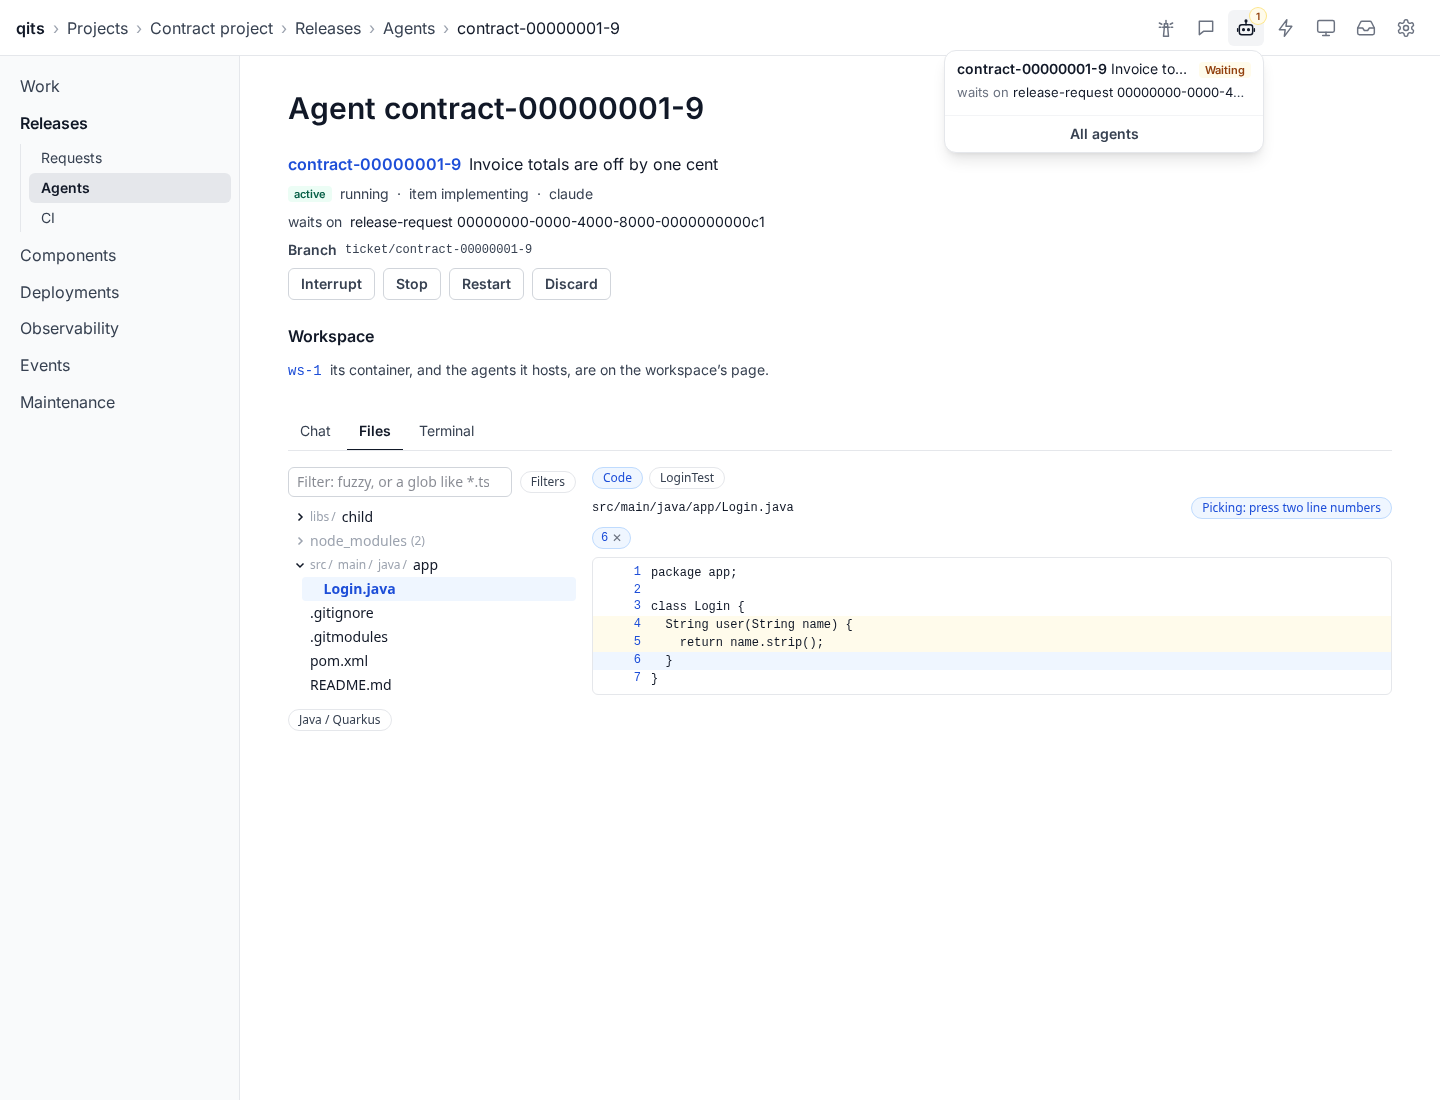 qits › Projects › Contract project › Releases › Agents › contract-00000001-9
1
contract-00000001-9 Invoice to... Waiting
waits on release-request 00000000-0000-4...
All agents
Work
Releases
Requests
Agents
CI
Components
Deployments
Observability
Events
Maintenance
Agent contract-00000001-9
contract-00000001-9 Invoice totals are off by one cent
active running · item implementing · claude
waits on release-request 00000000-0000-4000-8000-0000000000c1
Branch ticket/contract-00000001-9
Interrupt Stop Restart Discard
Workspace
ws-1 its container, and the agents it hosts, are on the workspace’s page.
Chat Files Terminal
Filter: fuzzy, or a glob like *.ts Filters
libs/ child
node_modules (2)
src/ main/ java/ app
Login.java
.gitignore
.gitmodules
pom.xml
README.md
Java / Quarkus
Code LoginTest
src/main/java/app/Login.java Picking: press two line numbers
6 ×
1 package app;
2
3 class Login {
4 String user(String name) {
5 return name.strip();
6 }
7 }